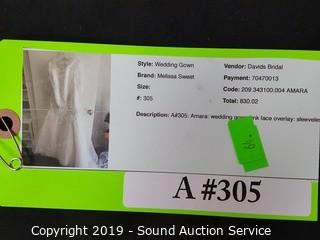 Style: Wedding Gown
Vendor: Davids Bridal
Brand: Melissa Sweet
Payment: 70470013
Size:
Code: 209.343100.004 AMARA
#: 305
Total: 830.02
Description: A#305: Amara: wedding gown lace overlay: sleeveles
A #305
Copyright 2019 - Sound Auction Service